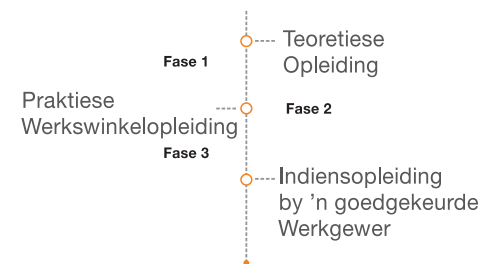 Fase 1
Teoretiese
Opleiding
Praktiese
Werkswinkelopleiding
Fase 2
Fase 3
Indiensopleiding
by 'n goedgekeurde
Werkgewer